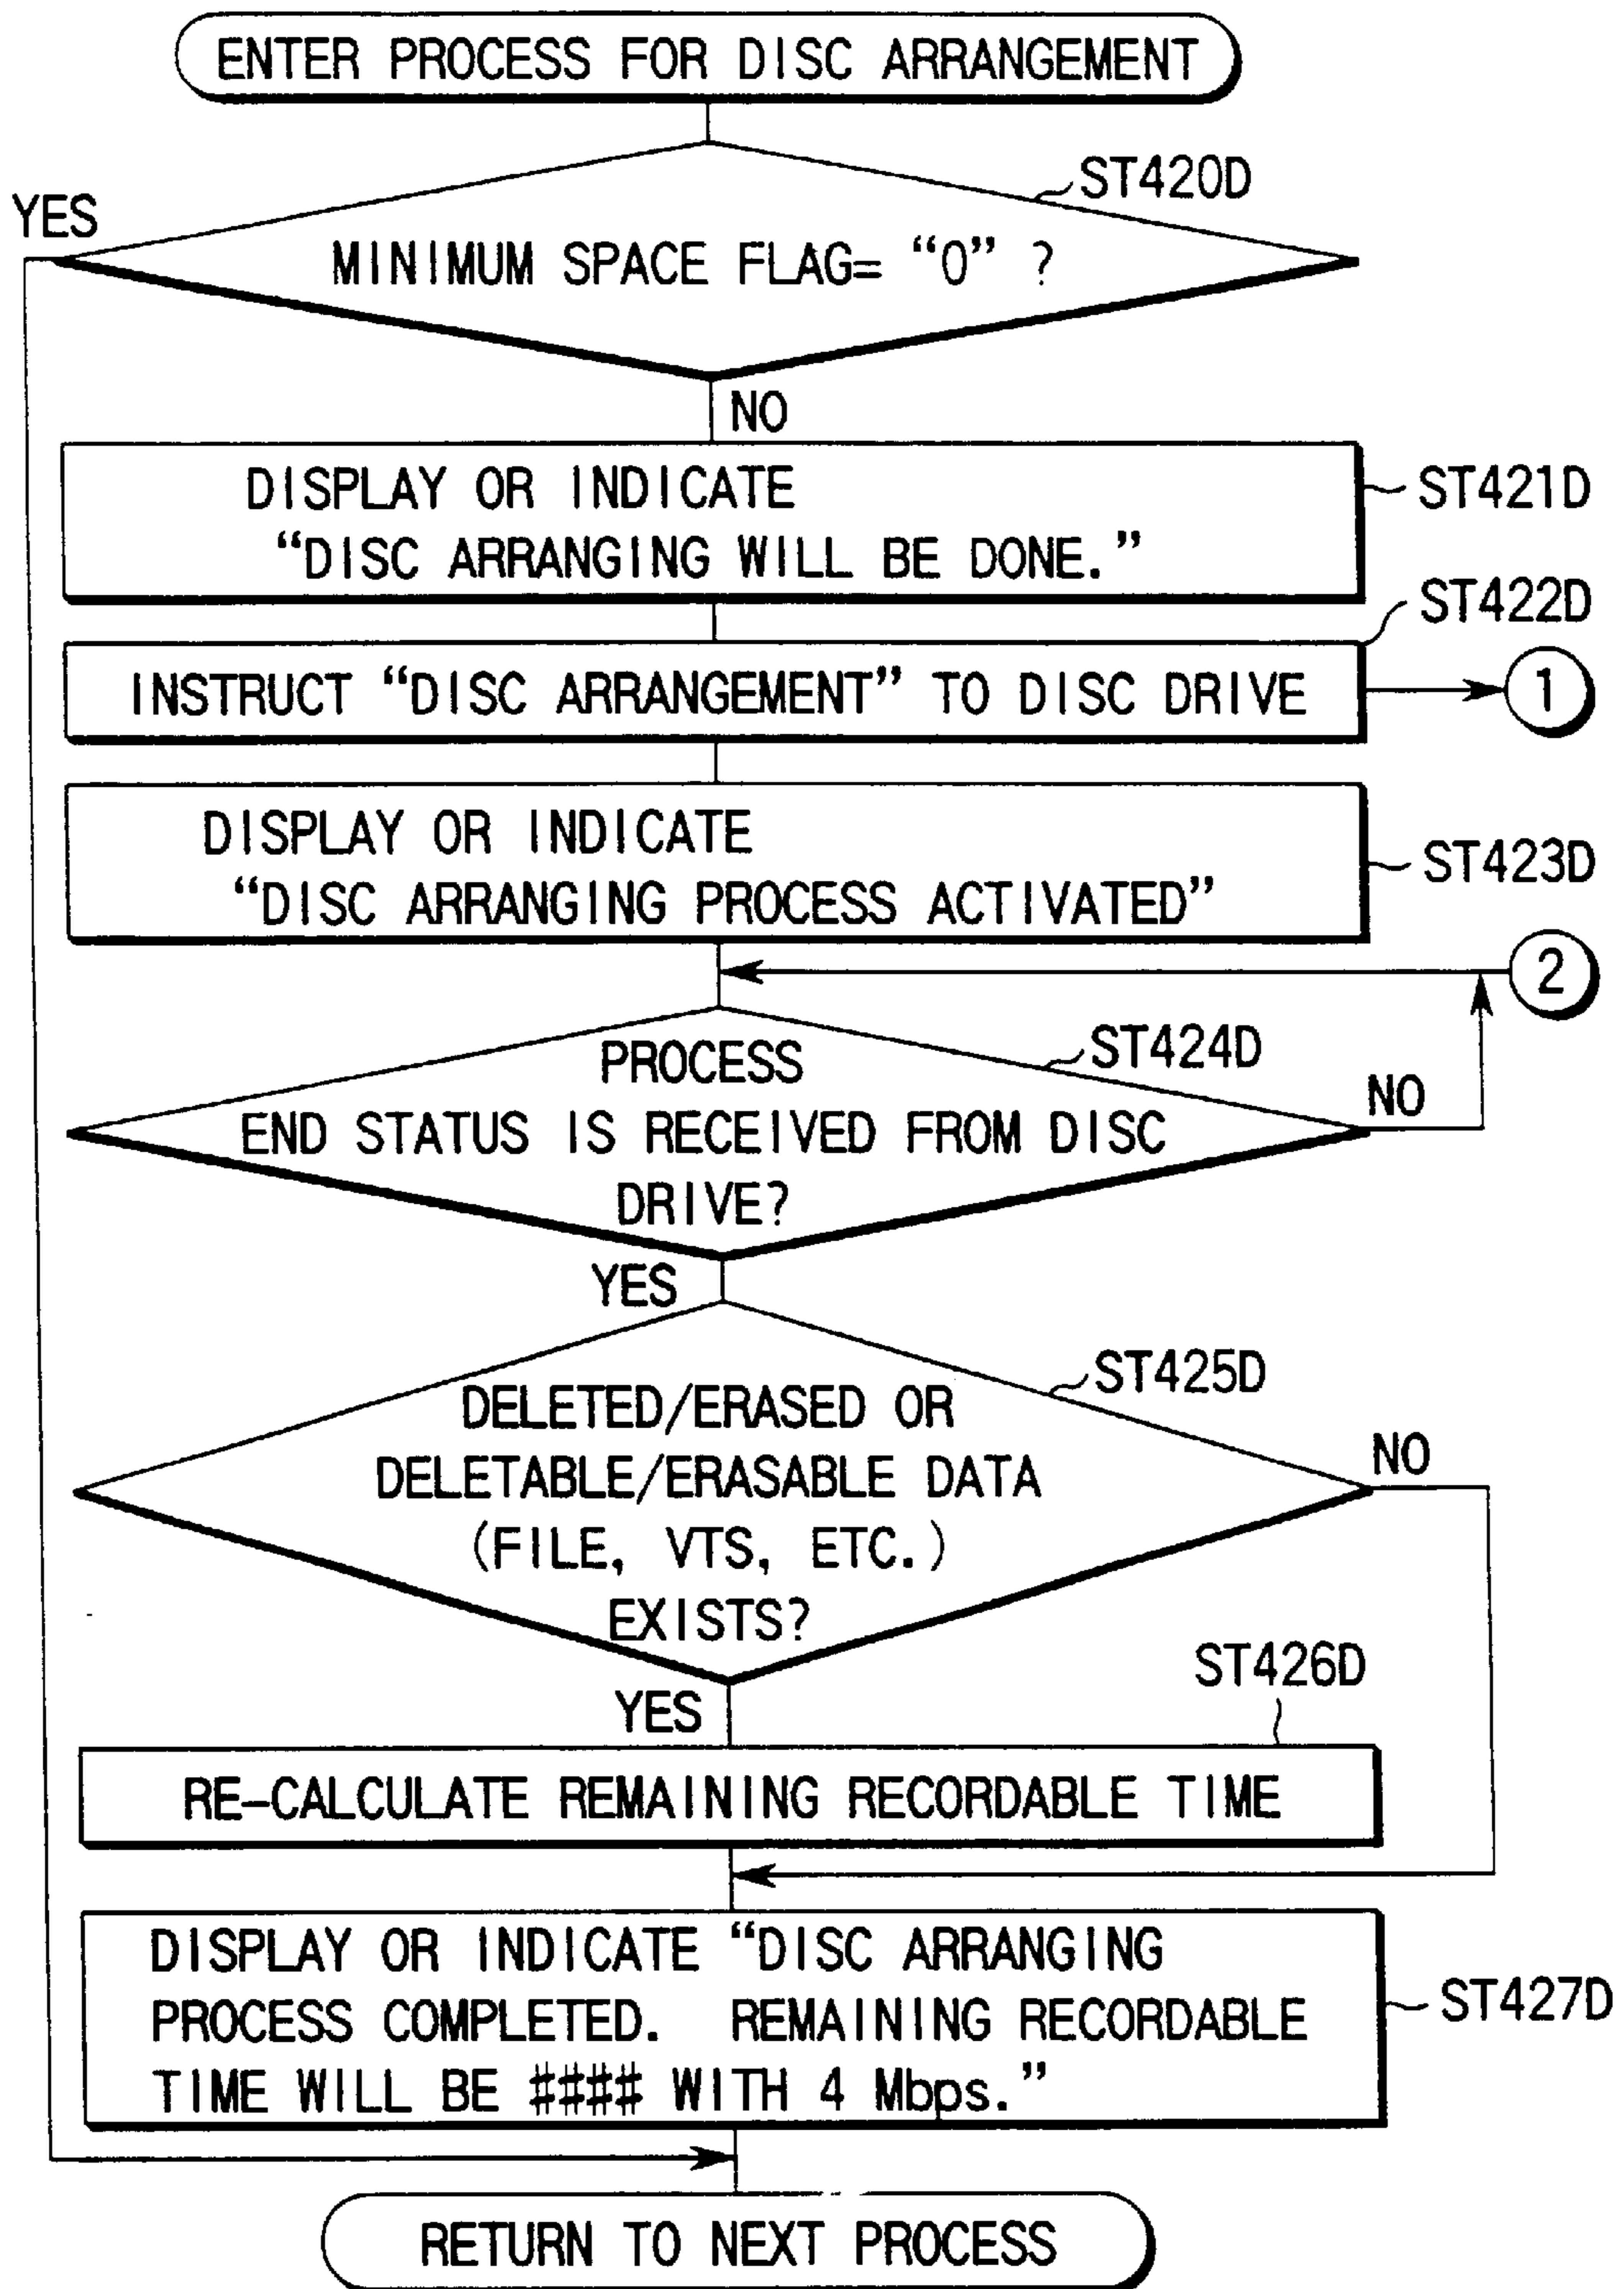 ENTER PROCESS FOR DISC ARRANGEMENT
ST420D
YES
MINIMUM SPACE FLAG= “0” ?
NO
DISPLAY OR INDICATE
“DISC ARRANGING WILL BE DONE.”
ST421D
ST422D
INSTRUCT “DISC ARRANGEMENT” TO DISC DRIVE
1
DISPLAY OR INDICATE
“DISC ARRANGING PROCESS ACTIVATED”
ST423D
2
ST424D
PROCESS
END STATUS IS RECEIVED FROM DISC
DRIVE?
NO
YES
ST425D
DELETED/ERASED OR
DELETABLE/ERASABLE DATA
(FILE, VTS, ETC.)
EXISTS?
NO
YES
ST426D
RE-CALCULATE REMAINING RECORDABLE TIME
DISPLAY OR INDICATE “DISC ARRANGING
PROCESS COMPLETED. REMAINING RECORDABLE
TIME WILL BE #### WITH 4 Mbps.”
ST427D
RETURN TO NEXT PROCESS